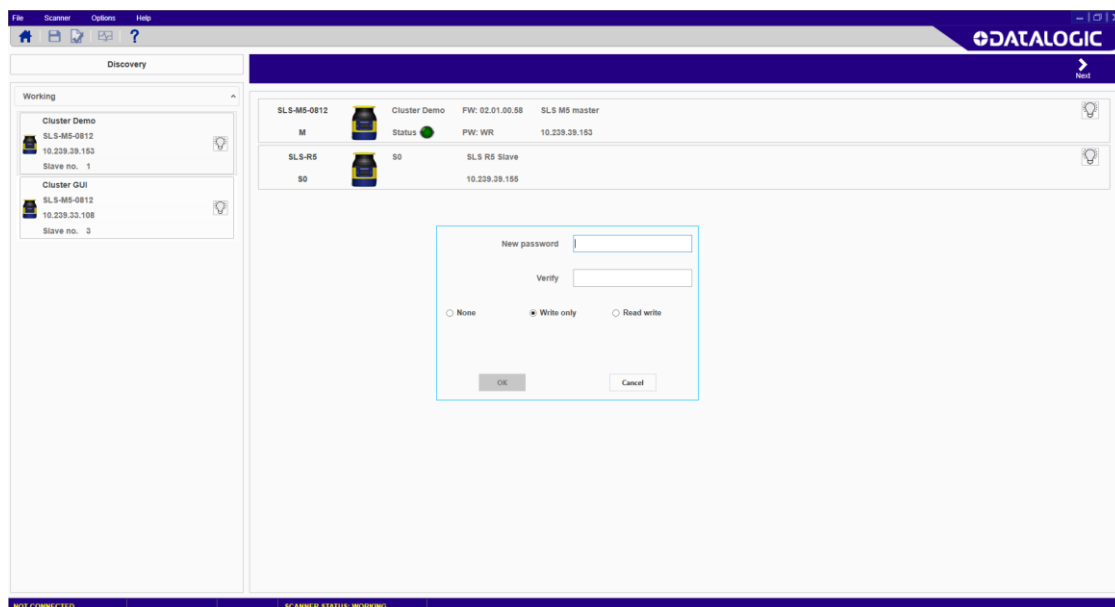 File Scanner Options Help
DATALOGIC
Discovery
Next
Working
Cluster Demo
SLS-M5-0812
10.239.39.153
Slave no. 1
Cluster GUI
SLS-M5-0812
10.239.33.108
Slave no. 3
SLS-M5-0812 Cluster Demo FW: 02.01.00.58 SLS M5 master
M Status PW: WR 10.239.39.153
SLS-R5 S0 SLS R5 Slave
S0 10.239.39.155
New password
Verify
None Write only Read write
OK Cancel
NOT CONNECTED SCANNER STATUS: WORKING